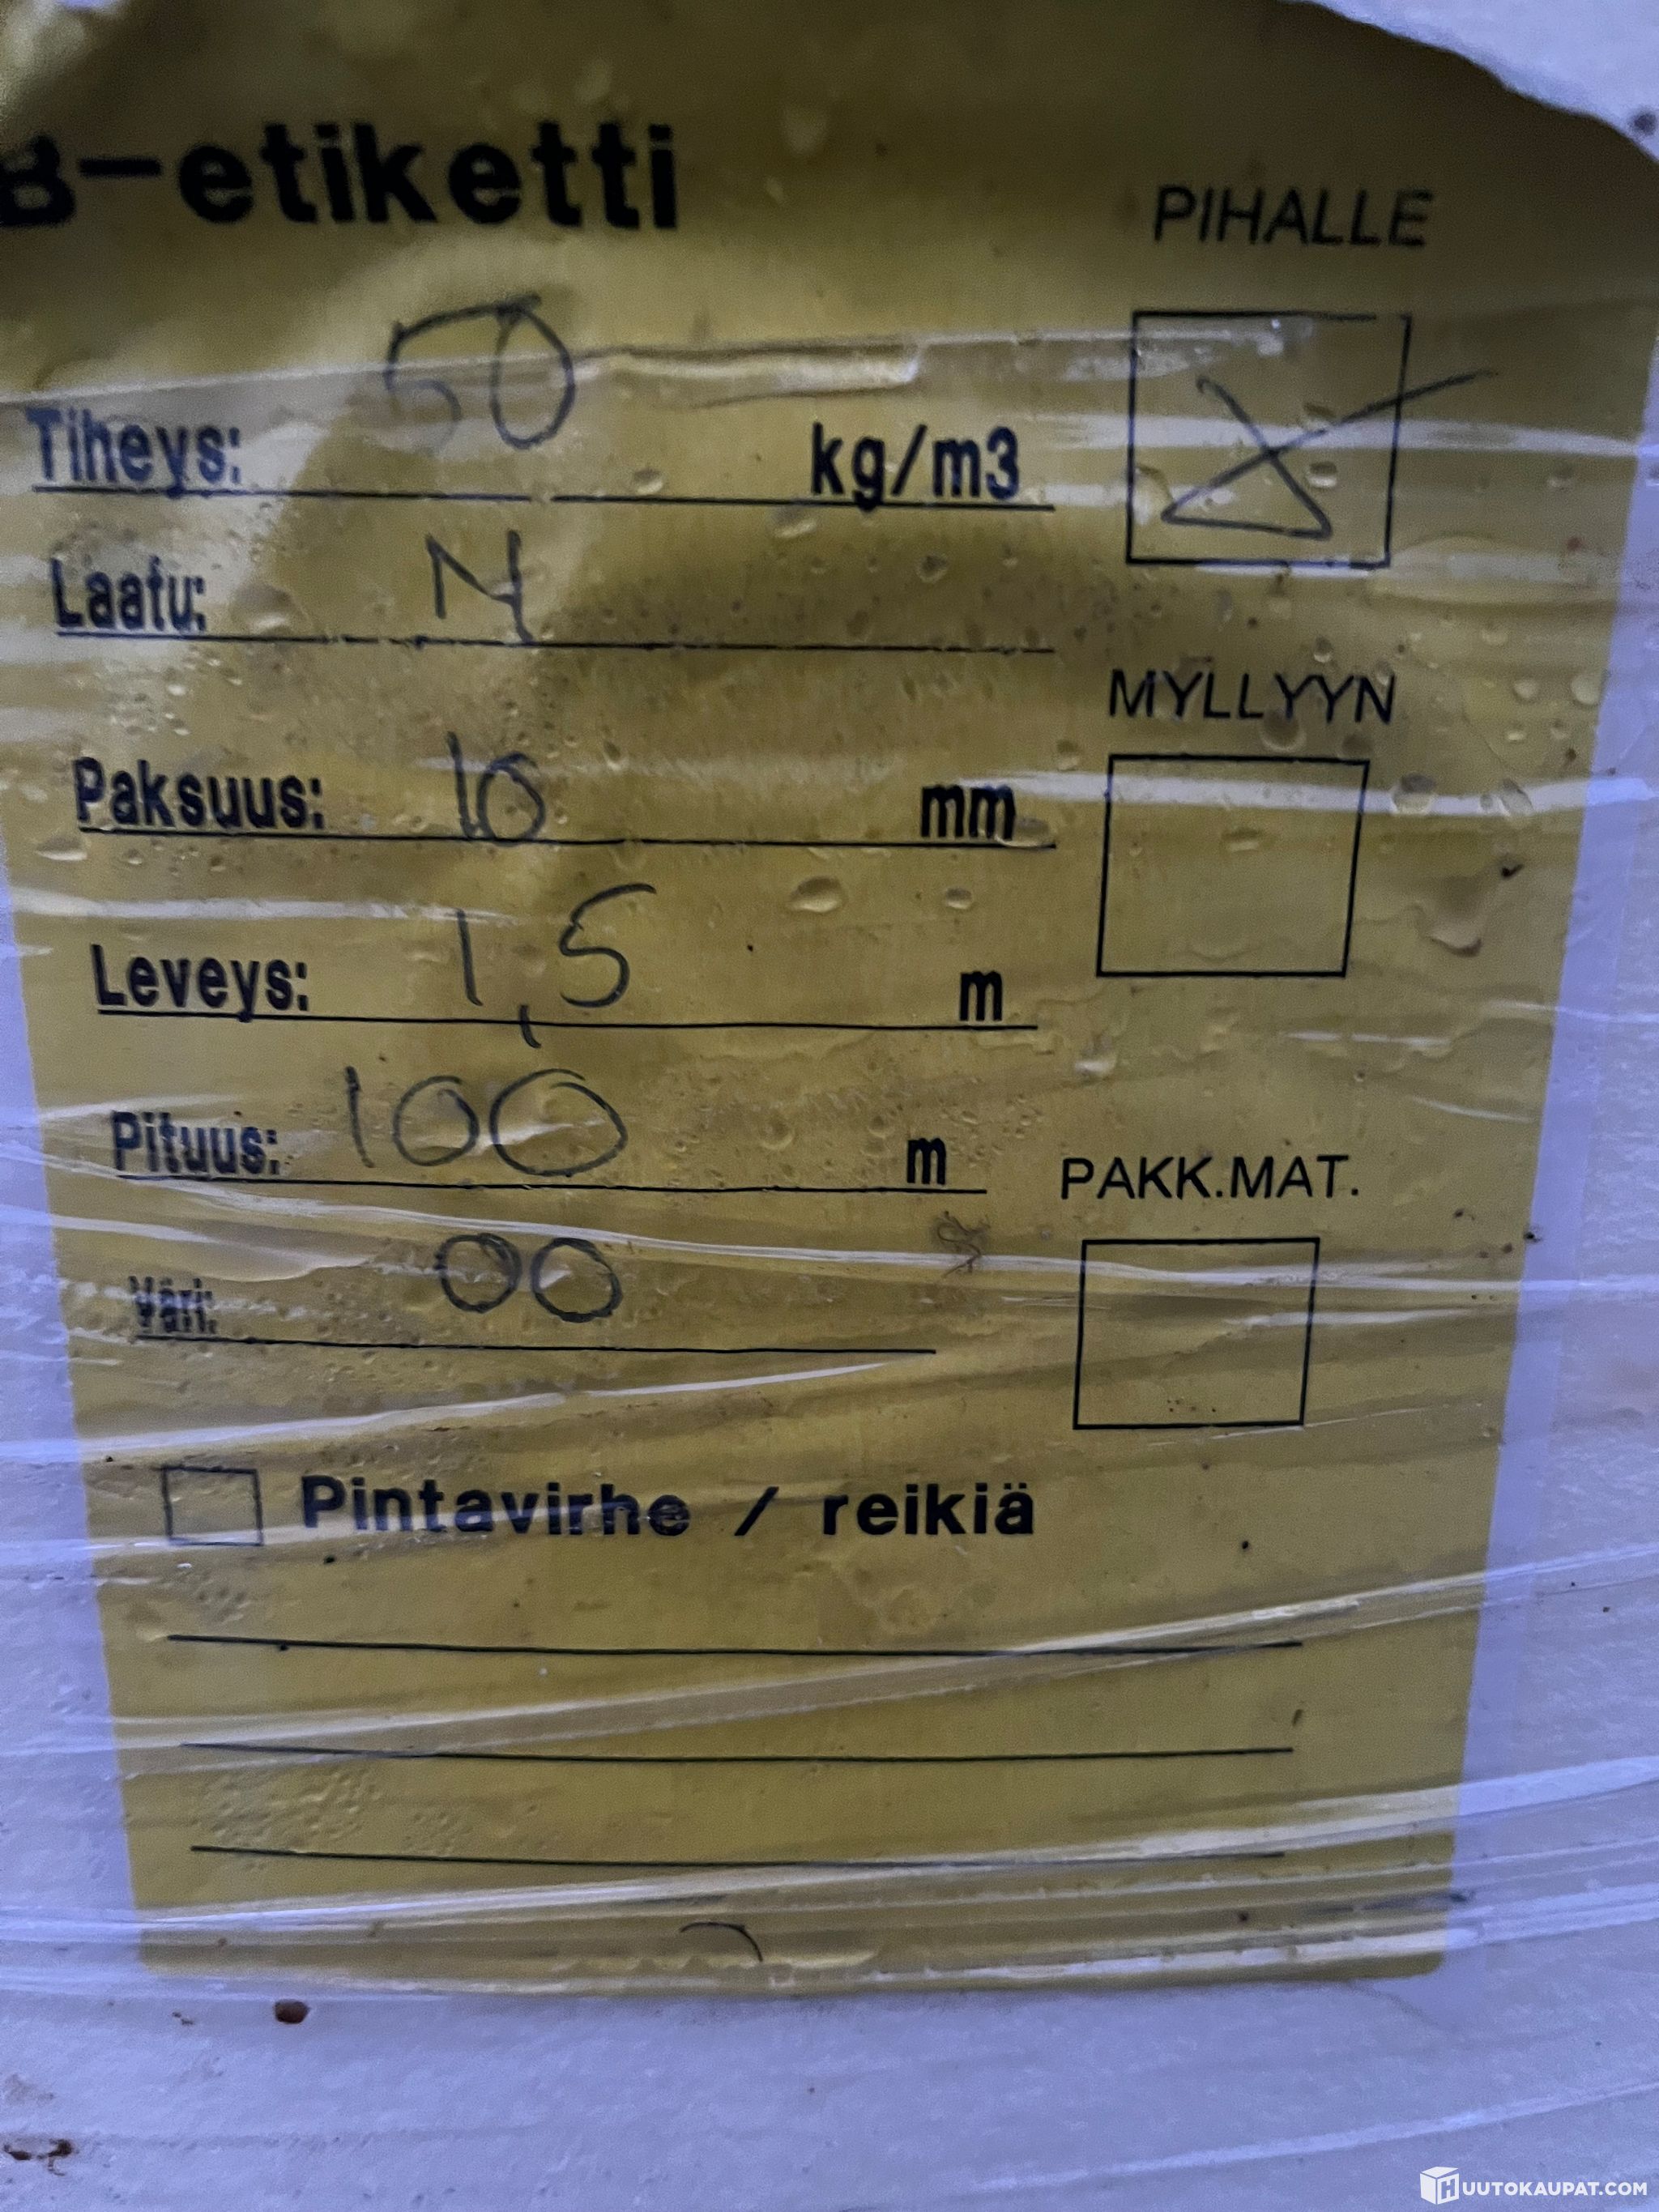 B-etiketti
PIHALLE
Tiheys: 50 kg/m3
Laatu: N
MYLLYYN
Paksuus: 10 mm
Leveys: 1,5 m
Pituus: 100 m
PAKK.MAT.
Väri: 00
Pintavirhe / reikiä
HUUTOKAUPAT.COM